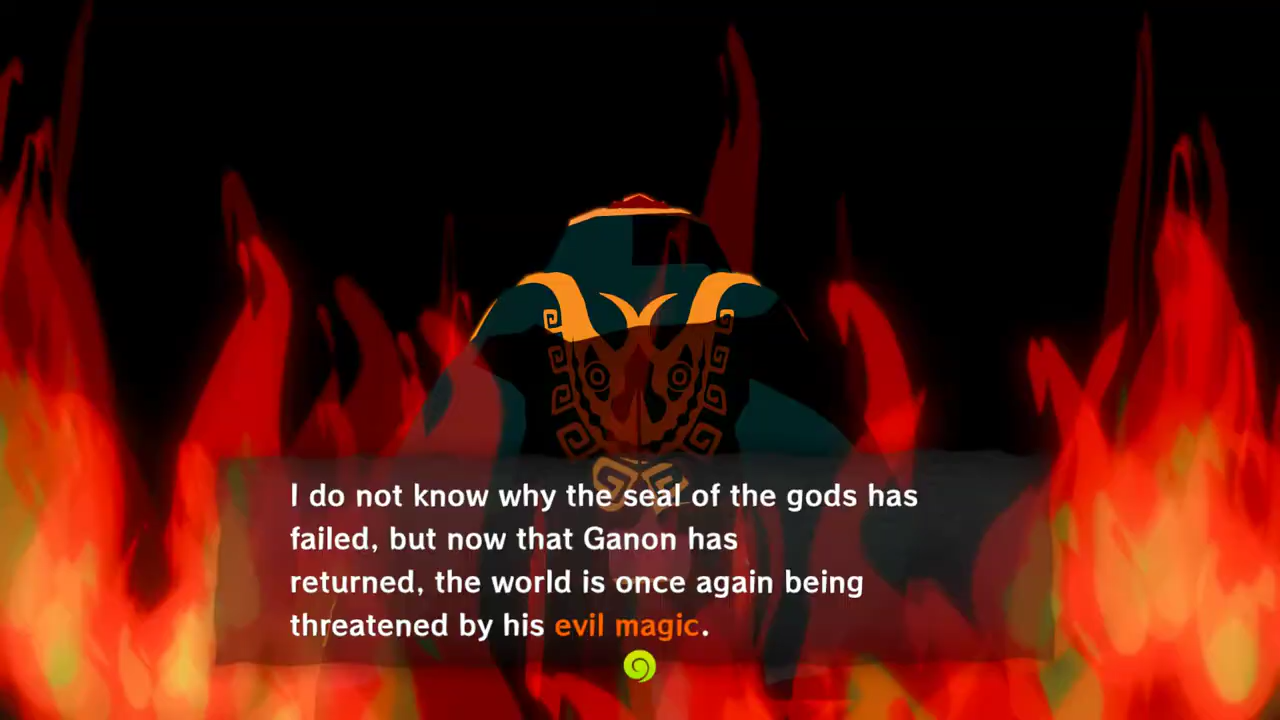 I do not know why the seal of the gods has
failed, but now that Ganon has
returned, the world is once again being
threatened by his evil magic.